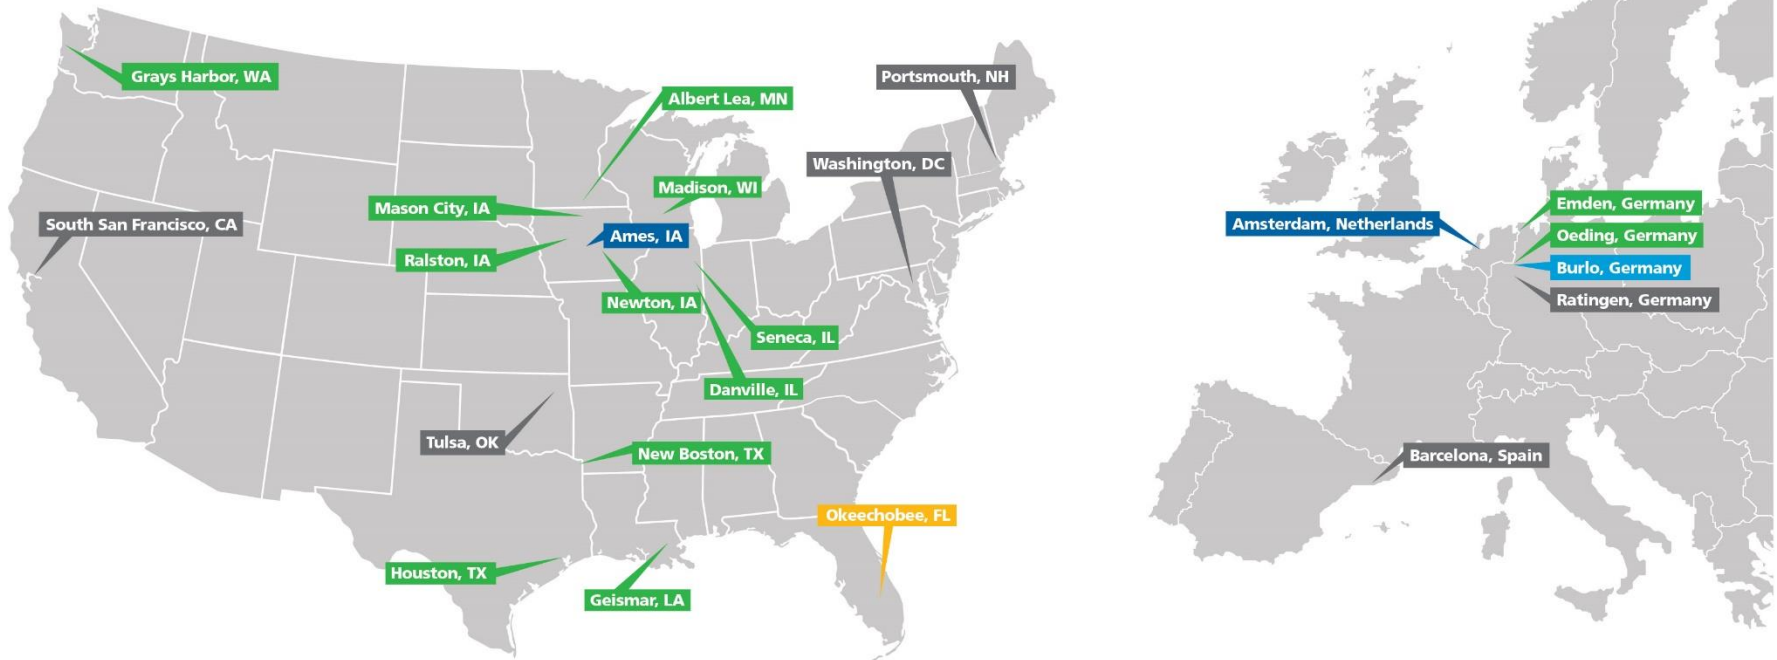 Grays Harbor, WA
Portsmouth, NH
Albert Lea, MN
Washington, DC
Madison, WI
Mason City, IA
South San Francisco, CA
Ames, IA
Ralston, IA
Newton, IA
Seneca, IL
Danville, IL
Tulsa, OK
New Boston, TX
Okeechobee, FL
Houston, TX
Geismar, LA
Emden, Germany
Amsterdam, Netherlands
Oeding, Germany
Burlo, Germany
Ratingen, Germany
Barcelona, Spain